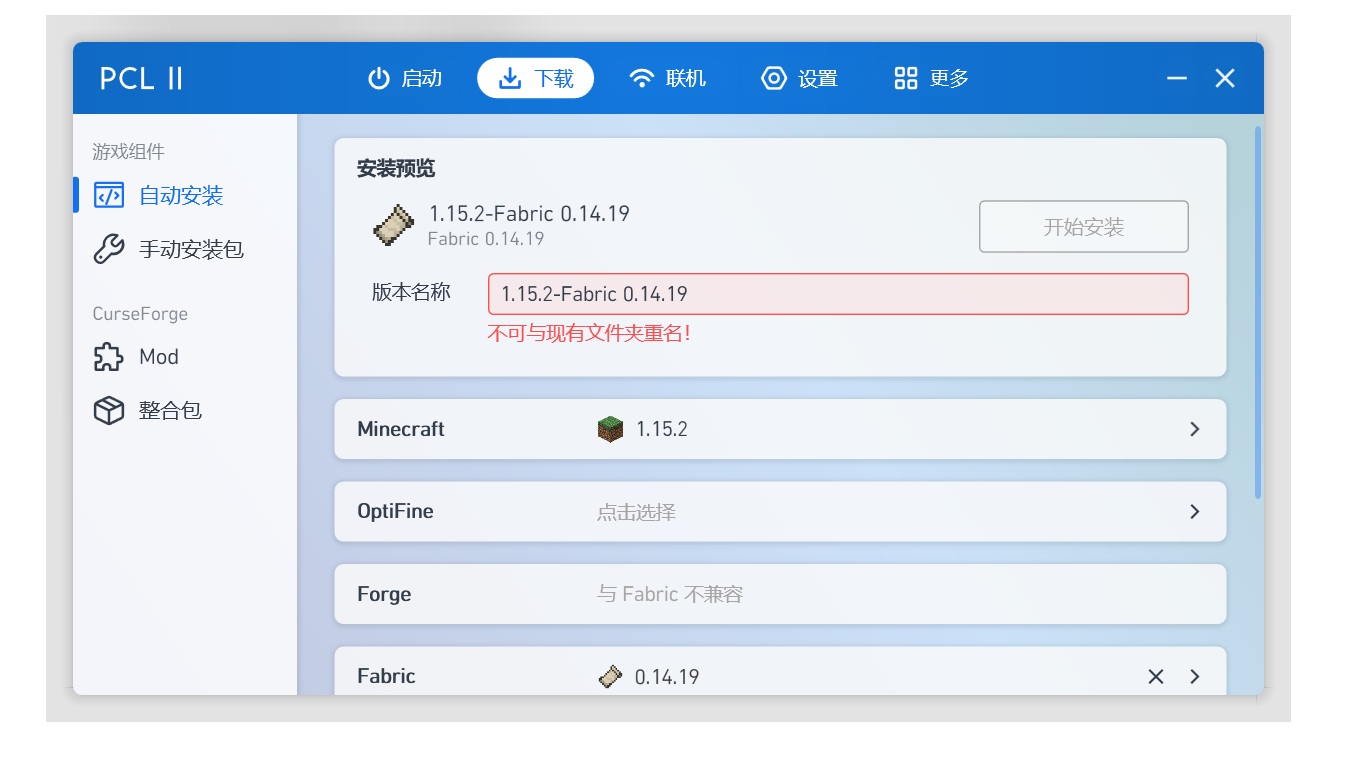 PCL II
启动
下载
联机
设置
更多
游戏组件
自动安装
手动安装包
CurseForge
Mod
整合包
安装预览
1.15.2-Fabric 0.14.19
Fabric 0.14.19
开始安装
版本名称
1.15.2-Fabric 0.14.19
不可与现有文件夹重名!
Minecraft
1.15.2
OptiFine
点击选择
Forge
与 Fabric 不兼容
Fabric
0.14.19